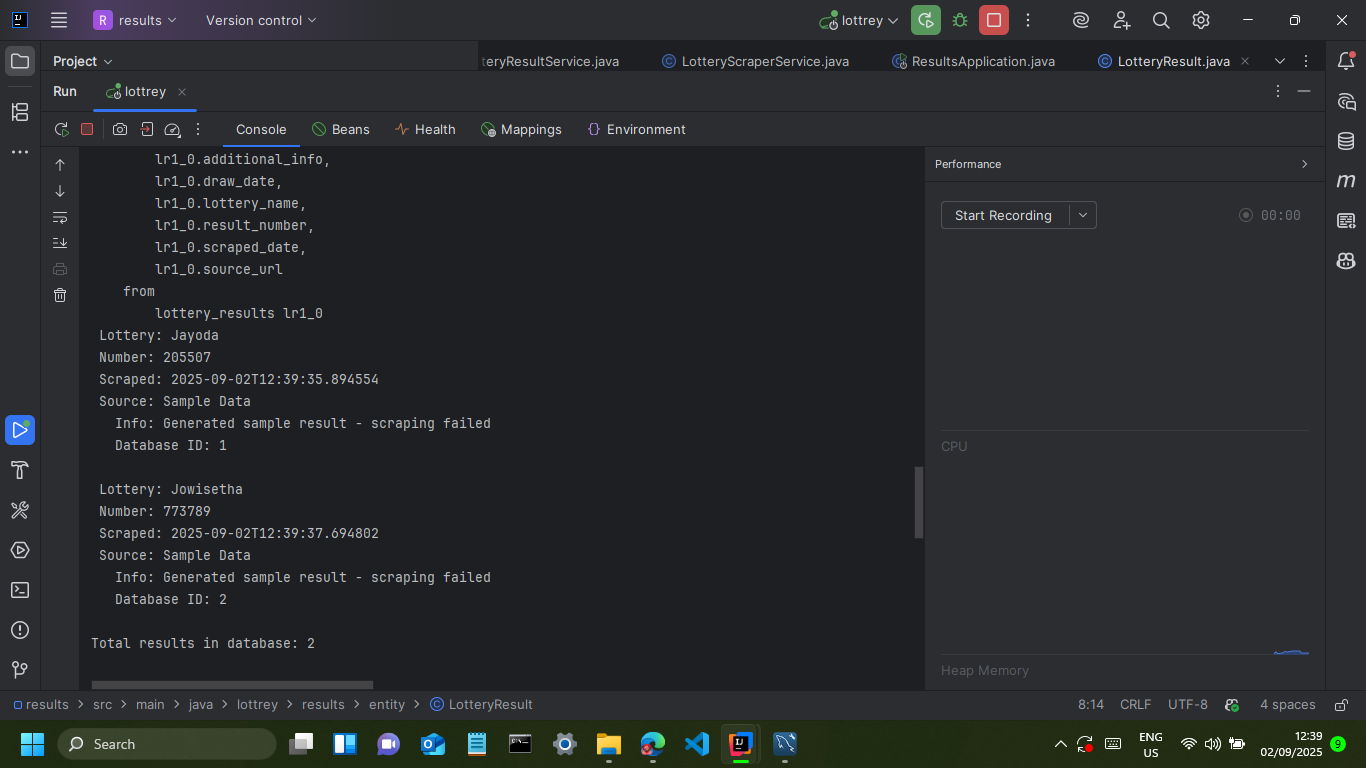 R results Version control lottrey
Project teryResultService.java LotteryScraperService.java ResultsApplication.java LotteryResult.java
Run lottrey
Console Beans Health Mappings Environment
lr1_0.additional_info,
lr1_0.draw_date,
lr1_0.lottery_name,
lr1_0.result_number,
lr1_0.scraped_date,
lr1_0.source_url
from
lottery_results lr1_0
Lottery: Jayoda
Number: 205507
Scraped: 2025-09-02T12:39:35.894554
Source: Sample Data
Info: Generated sample result - scraping failed
Database ID: 1
Lottery: Jowisetha
Number: 773789
Scraped: 2025-09-02T12:39:37.694802
Source: Sample Data
Info: Generated sample result - scraping failed
Database ID: 2
Total results in database: 2
Performance
Start Recording 00:00
CPU
Heap Memory
results > src > main > java > lottrey > results > entity > LotteryResult 8:14 CRLF UTF-8 4 spaces
Search
ENG
US
12:39
02/09/2025
9